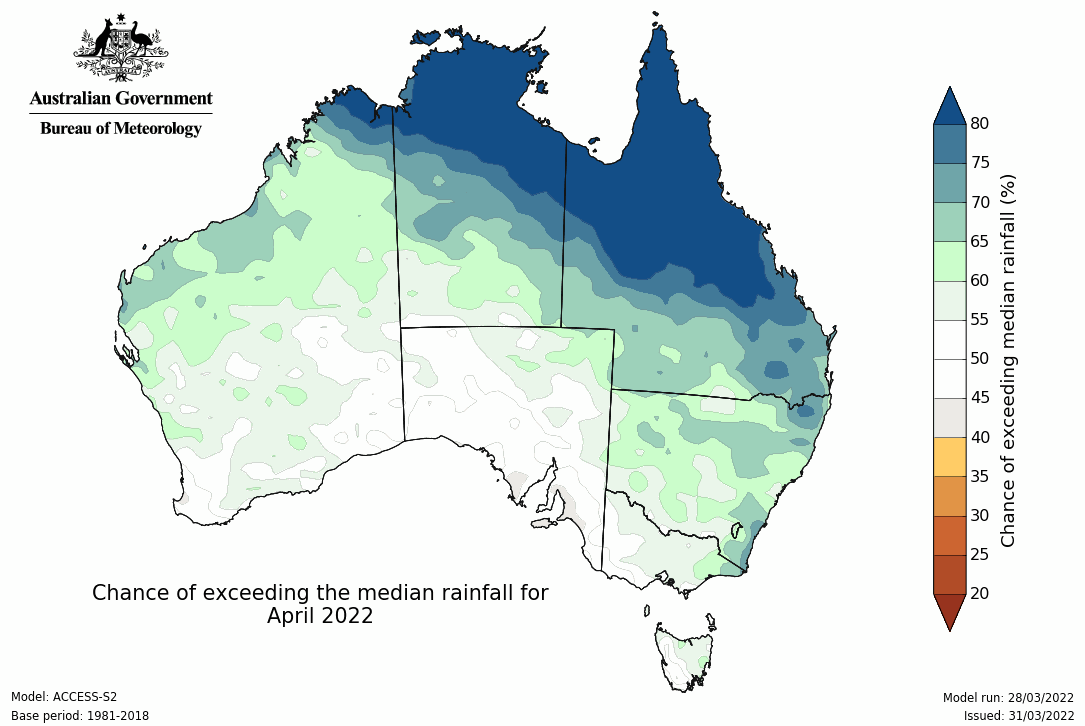 Australian Government
Bureau of Meteorology
80
75
70
65
60
55
50
45
40
35
30
25
20
Chance of exceeding median rainfall (%)
Chance of exceeding the median rainfall for
April 2022
Model: ACCESS-S2
Base period: 1981-2018
Model run: 28/03/2022
Issued: 31/03/2022